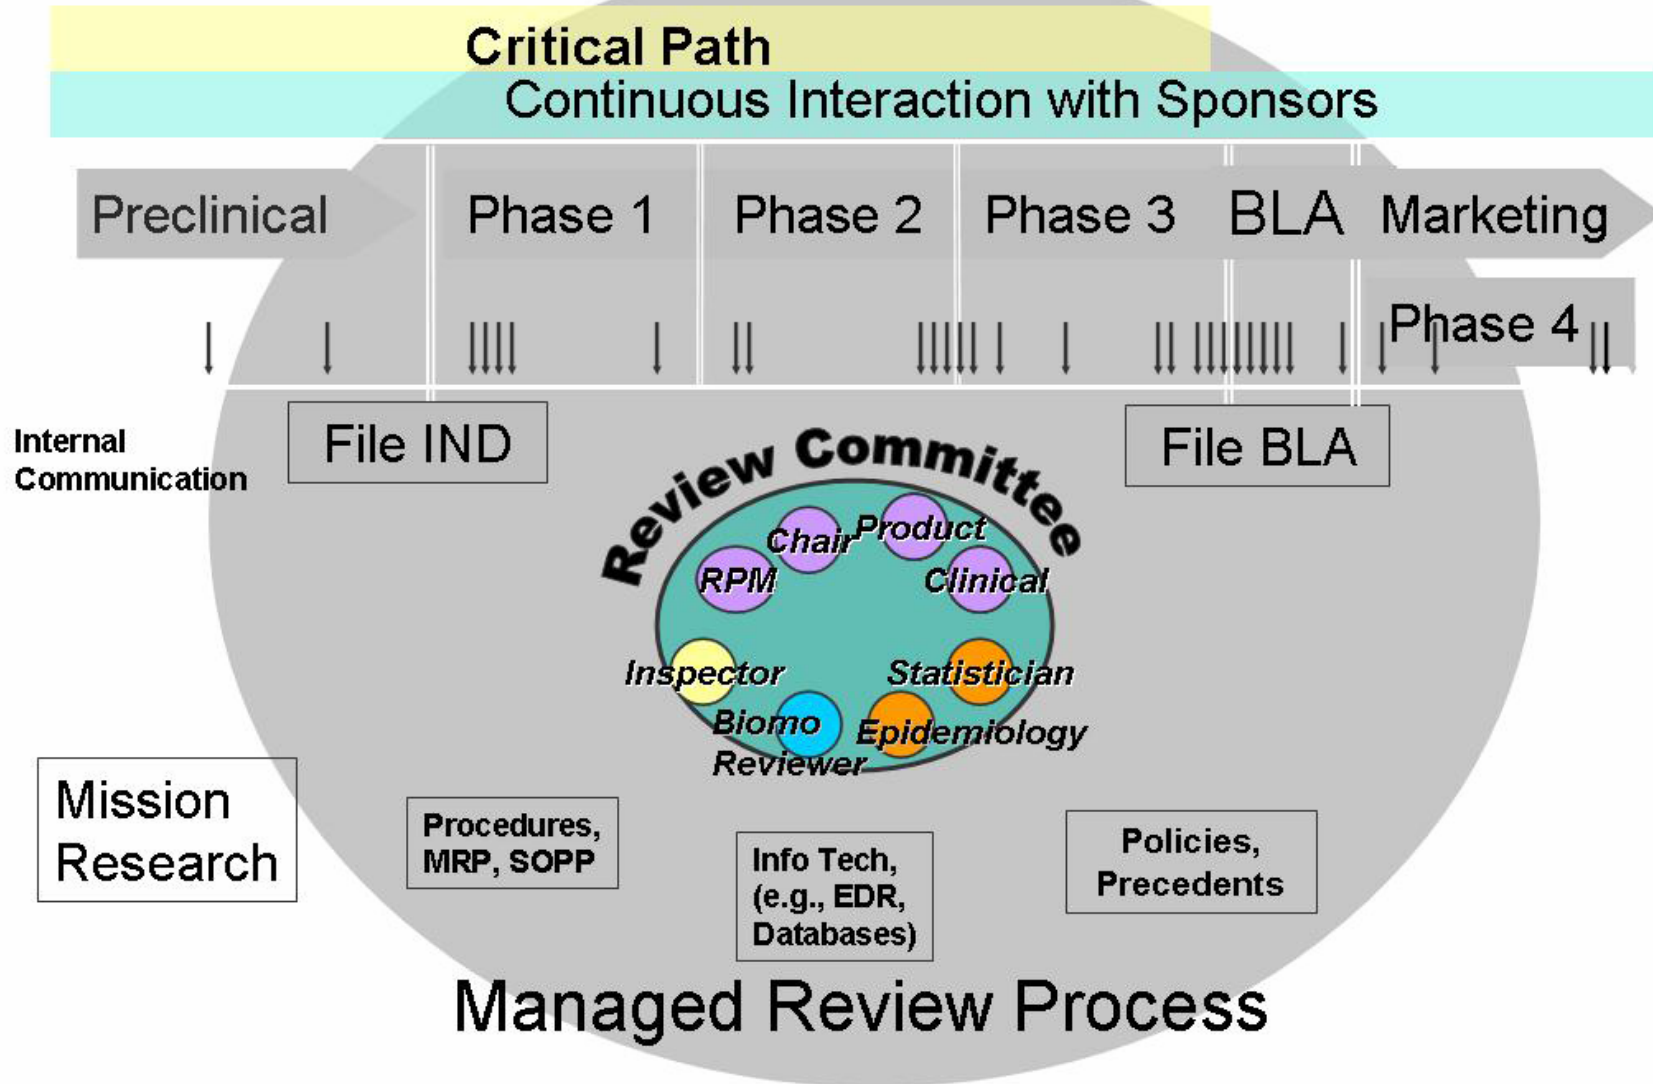 Critical Path
Continuous Interaction with Sponsors
Preclinical
Phase 1
Phase 2
Phase 3
BLA
Marketing
Phase 4
Internal
Communication
File IND
File BLA
Review Committee
Chair
Product
RPM
Clinical
Inspector
Statistician
Biomo
Reviewer
Epidemiology
Mission
Research
Procedures,
MRP, SOPP
Info Tech,
(e.g., EDR,
Databases)
Policies,
Precedents
Managed Review Process